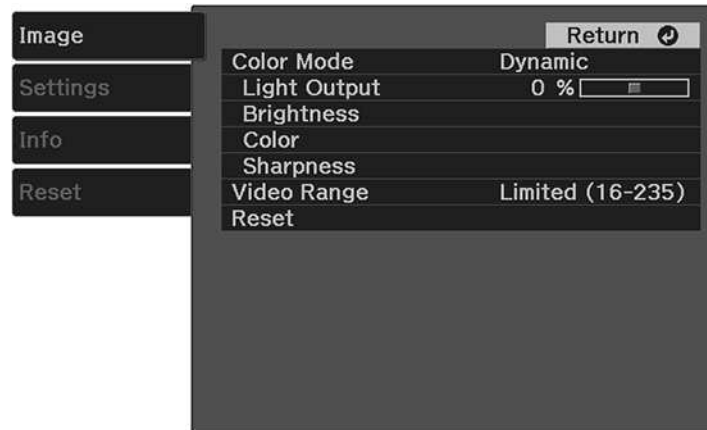 Image
Settings
Info
Reset
Return
Color Mode Dynamic
Light Output 0 %
Brightness
Color
Sharpness
Video Range Limited (16-235)
Reset